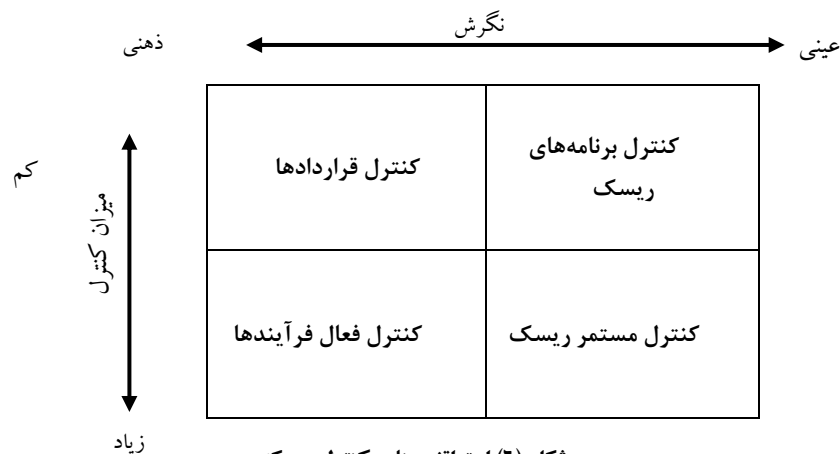 نگرش
عینی
ذهنی
کنترل برنامه‌های
ریسک
کنترل قراردادها
کم
میزان کنترل
کنترل مستمر ریسک
کنترل فعال فرآیندها
زیاد